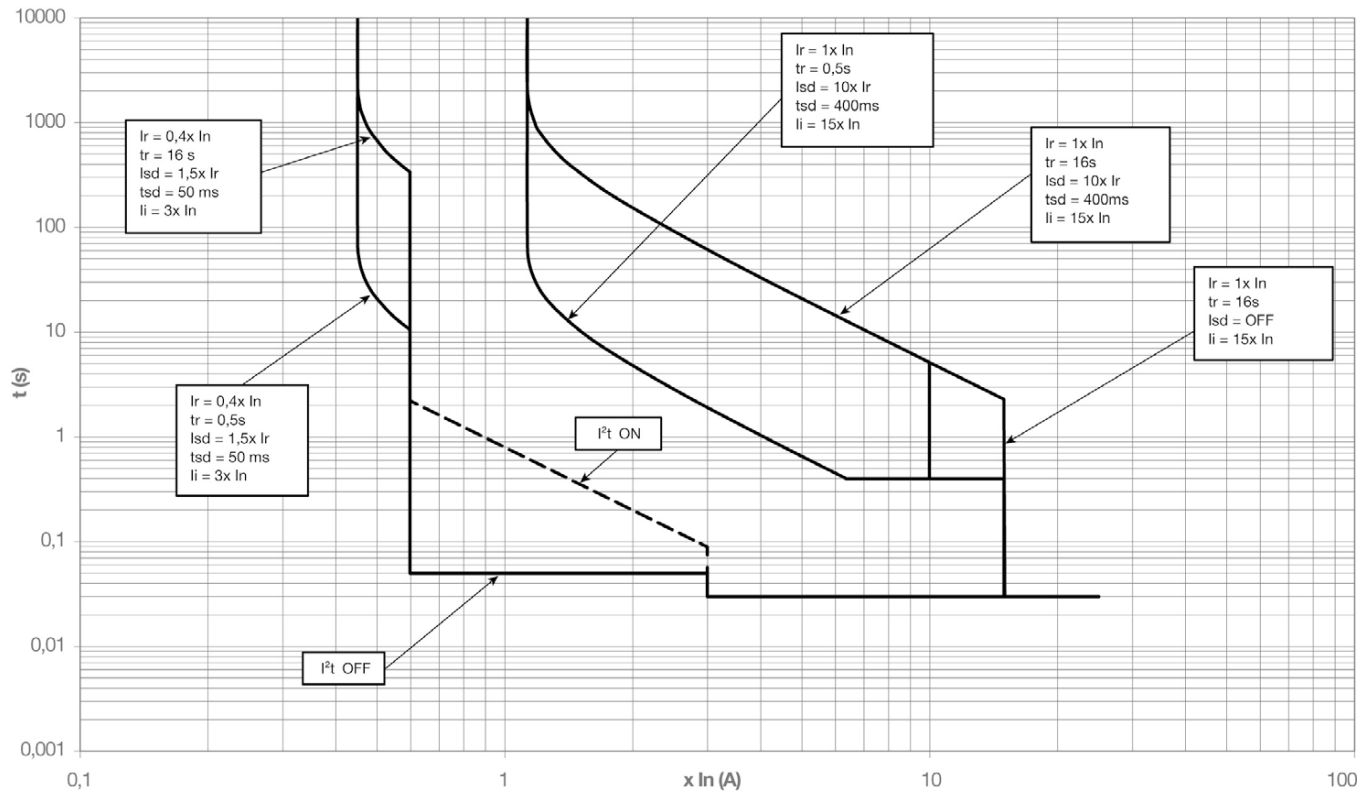 10000
1000
100
10
1
0,1
0,01
0,001
t (s)
0,1
1
10
100
x In (A)
Ir = 0,4x In
tr = 16 s
Isd = 1,5x Ir
tsd = 50 ms
Ii = 3x In
Ir = 0,4x In
tr = 0,5s
Isd = 1,5x Ir
tsd = 50 ms
Ii = 3x In
Ir = 1x In
tr = 0,5s
Isd = 10x Ir
tsd = 400ms
Ii = 15x In
Ir = 1x In
tr = 16s
Isd = 10x Ir
tsd = 400ms
Ii = 15x In
Ir = 1x In
tr = 16s
Isd = OFF
Ii = 15x In
I²t ON
I²t OFF